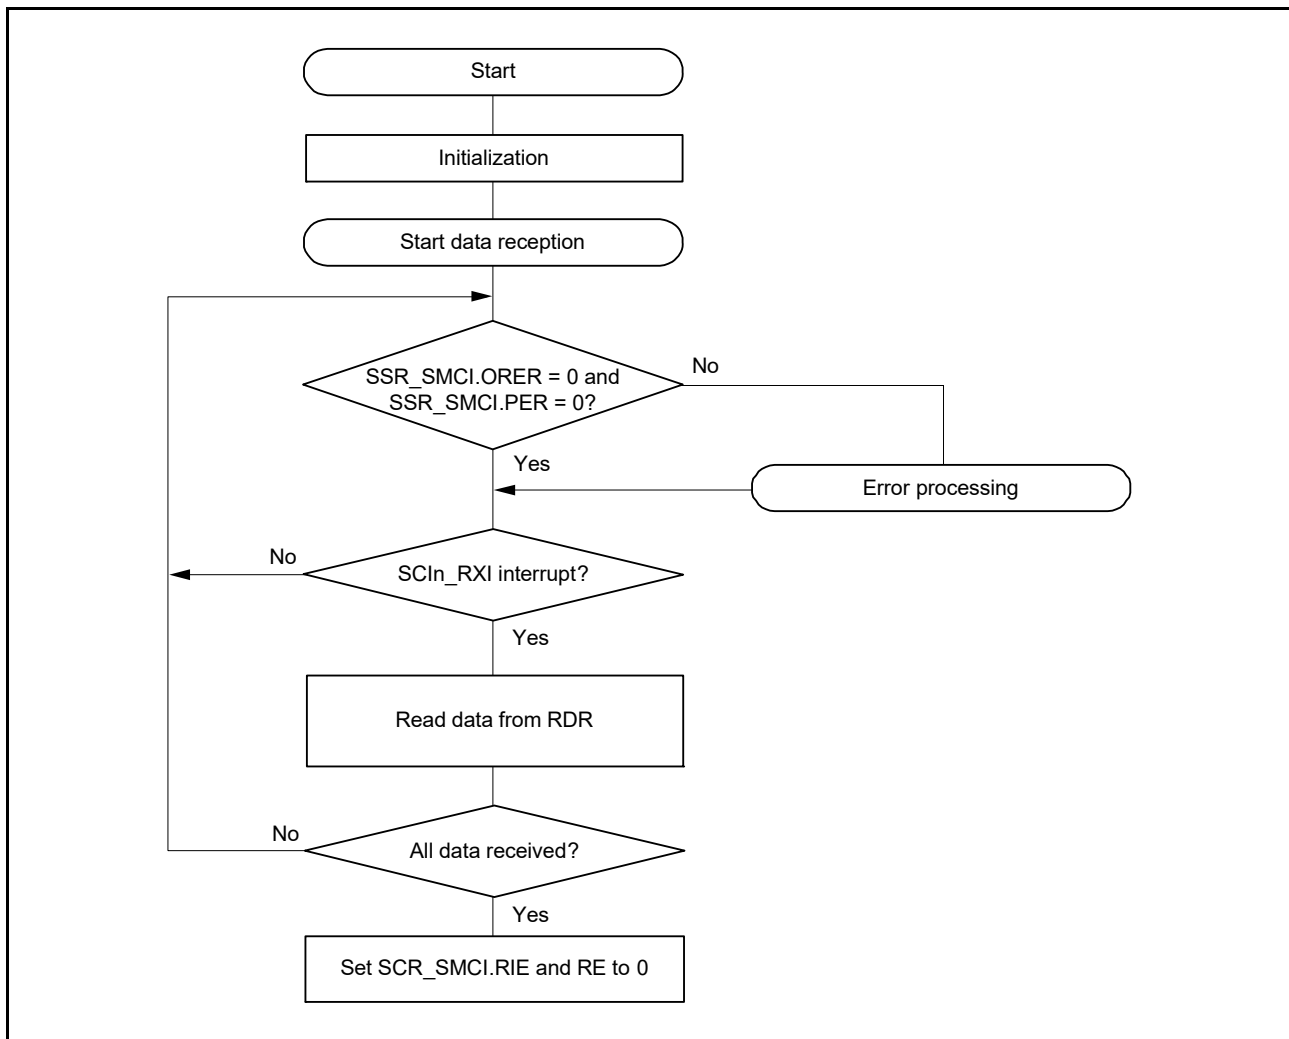 Start
Initialization
Start data reception
SSR_SMCI.ORER = 0 and
SSR_SMCI.PER = 0?
No
Yes
Error processing
No
SCIn_RXI interrupt?
Yes
Read data from RDR
No
All data received?
Yes
Set SCR_SMCI.RIE and RE to 0